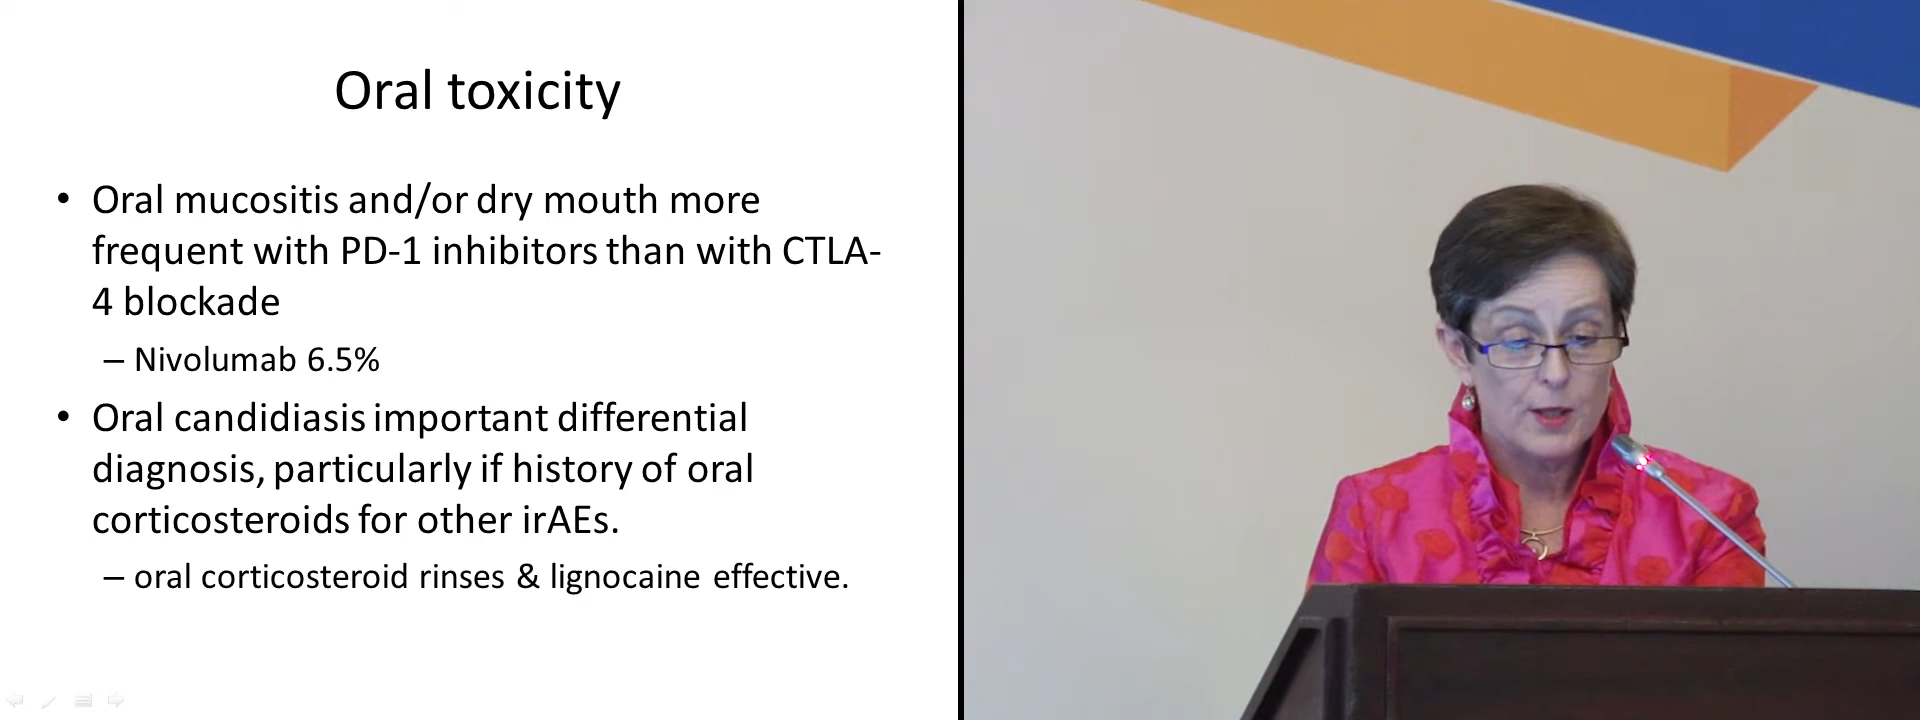 Oral toxicity
• Oral mucositis and/or dry mouth more
frequent with PD-1 inhibitors than with CTLA-
4 blockade
– Nivolumab 6.5%
• Oral candidiasis important differential
diagnosis, particularly if history of oral
corticosteroids for other irAEs.
– oral corticosteroid rinses & lignocaine effective.